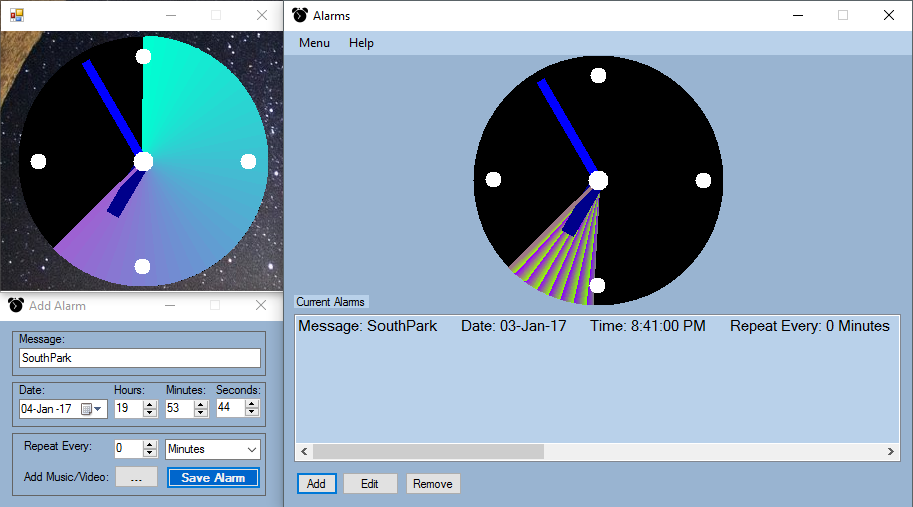 Alarms
Menu Help
Current Alarms
Message: SouthPark Date: 03-Jan-17 Time: 8:41:00 PM Repeat Every: 0 Minutes
Add Edit Remove
Add Alarm
Message:
SouthPark
Date: Hours: Minutes: Seconds:
04-Jan -17 19 53 44
Repeat Every: 0 Minutes
Add Music/Video: ... Save Alarm